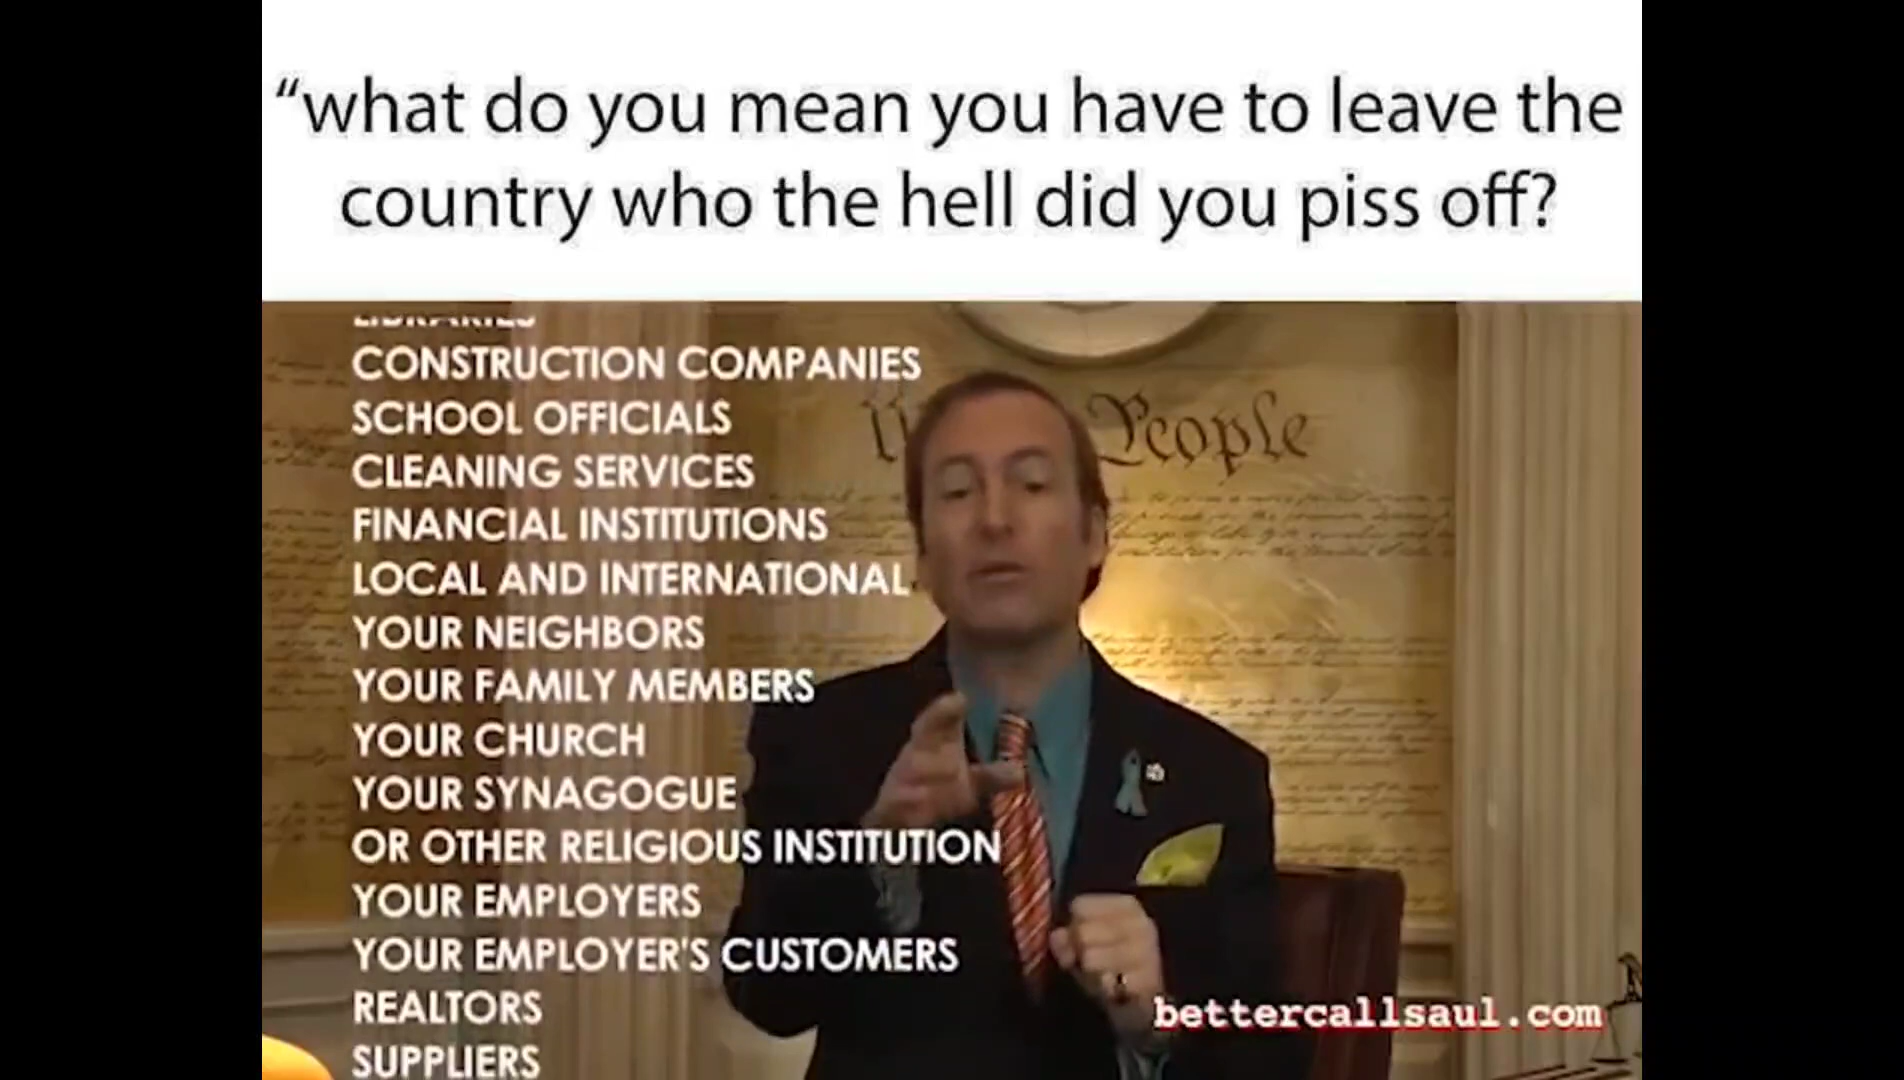 “what do you mean you have to leave the
country who the hell did you piss off?
LIBRARIES
CONSTRUCTION COMPANIES
SCHOOL OFFICIALS
CLEANING SERVICES
FINANCIAL INSTITUTIONS
LOCAL AND INTERNATIONAL
YOUR NEIGHBORS
YOUR FAMILY MEMBERS
YOUR CHURCH
YOUR SYNAGOGUE
OR OTHER RELIGIOUS INSTITUTION
YOUR EMPLOYERS
YOUR EMPLOYER'S CUSTOMERS
REALTORS
SUPPLIERS
People
bettercallsaul.com